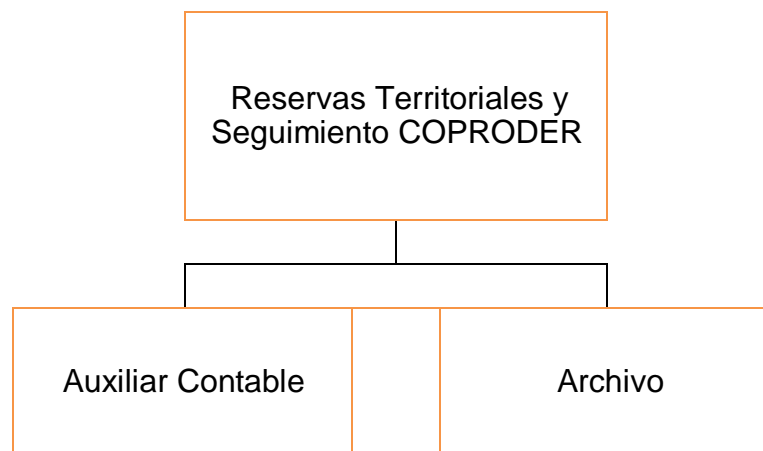 Reservas Territoriales y
Seguimiento COPRODER
Auxiliar Contable
Archivo